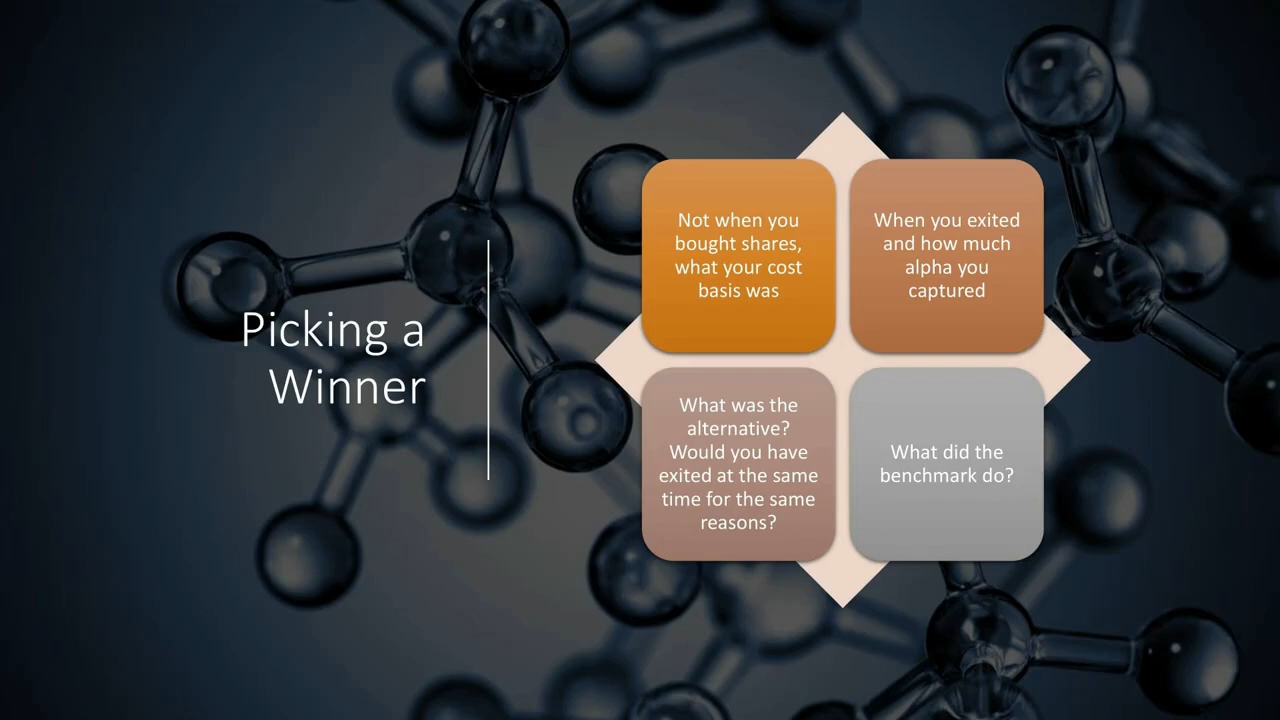 Picking a
Winner
Not when you
bought shares,
what your cost
basis was
When you exited
and how much
alpha you
captured
What was the
alternative?
Would you have
exited at the same
time for the same
reasons?
What did the
benchmark do?